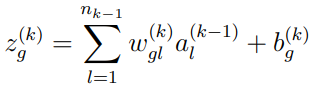 z_g^{(k)} = \sum_{l=1}^{n_{k-1}} w_{gl}^{(k)} a_l^{(k-1)} + b_g^{(k)}